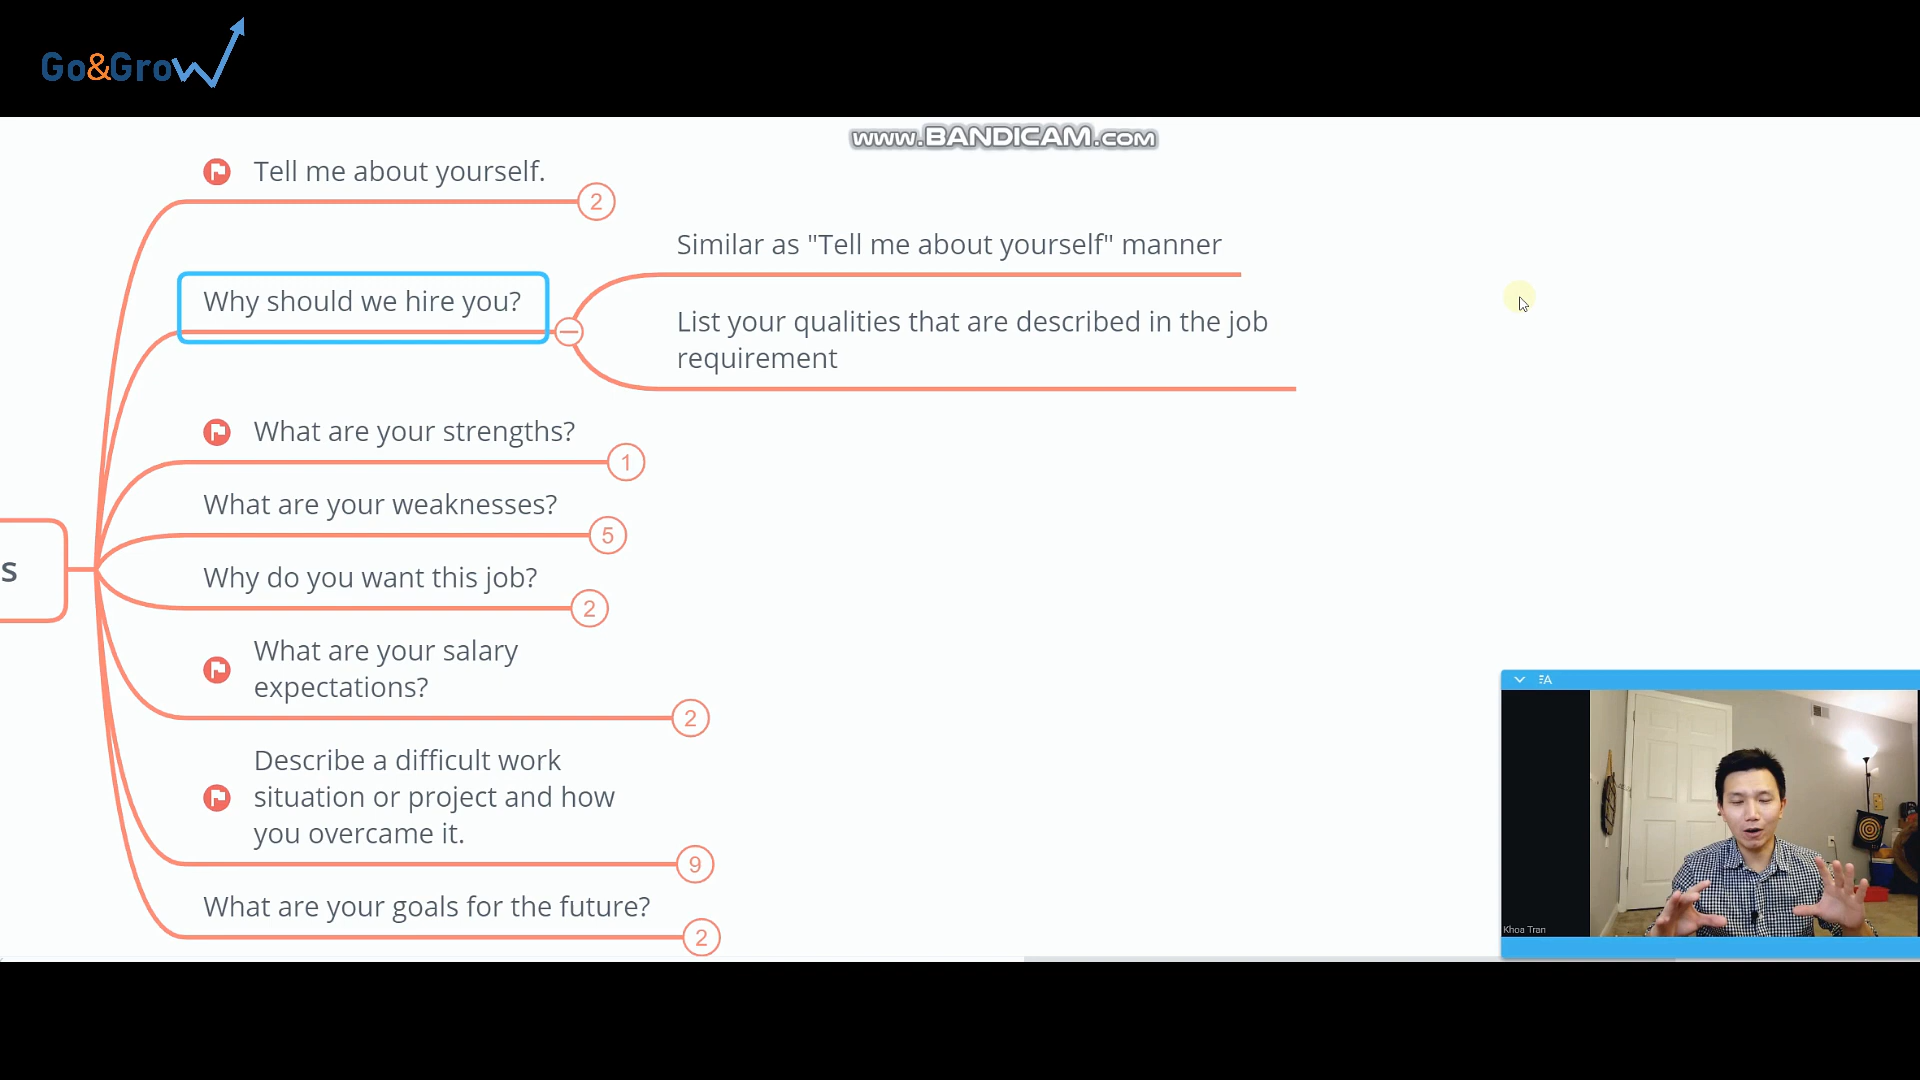 Go&Grow
www.BANDICAM.com
Tell me about yourself.
2
Similar as "Tell me about yourself" manner
Why should we hire you?
List your qualities that are described in the job
requirement
What are your strengths?
1
What are your weaknesses?
5
s
Why do you want this job?
2
What are your salary
expectations?
2
Describe a difficult work
situation or project and how
you overcame it.
9
What are your goals for the future?
2
Khoa Tran